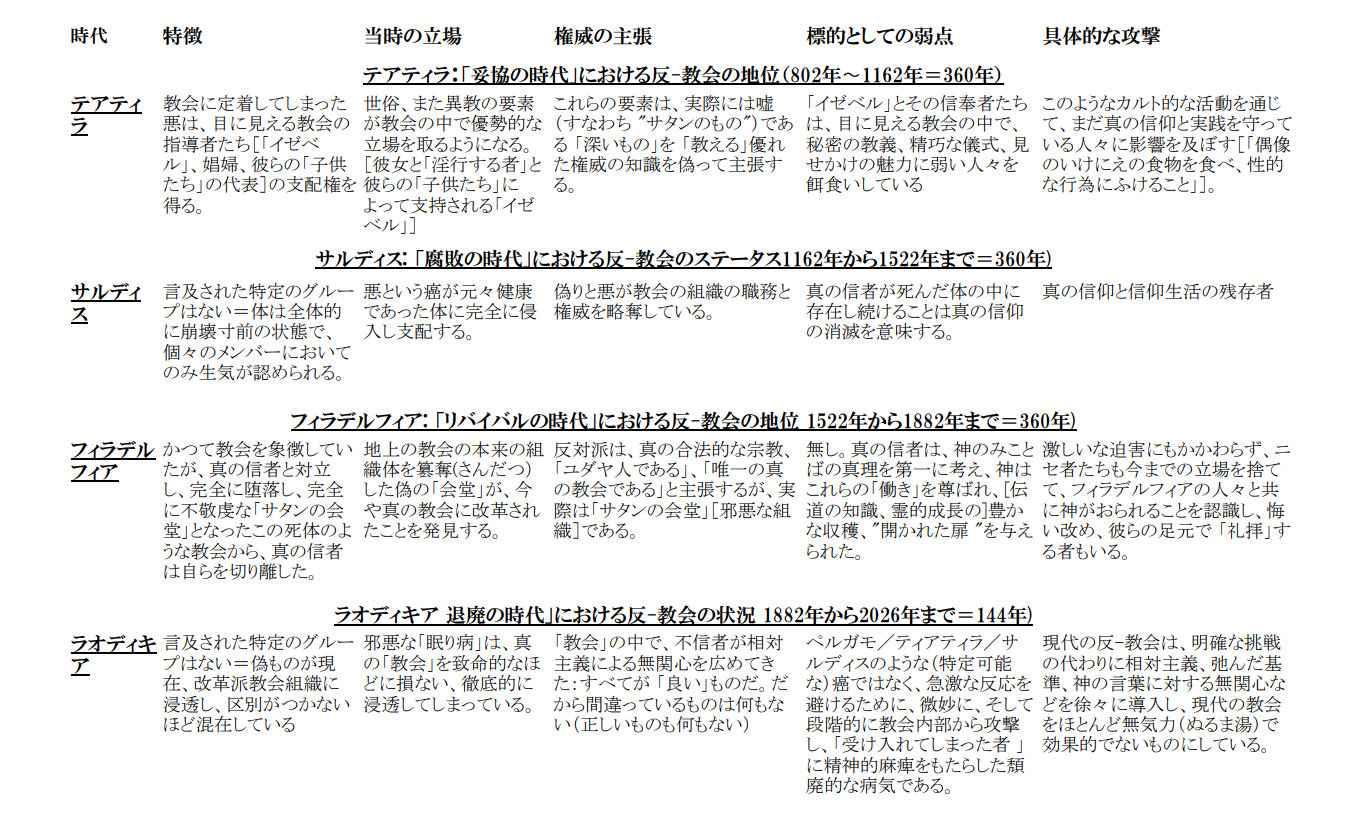 時代 特徴 当時の立場 権威の主張 標的としての弱点 具体的な攻撃
テアティラ：「妥協の時代」における反-教会の地位（802年～1162年＝360年）
テアティ
ラ
教会に定着してしまった
悪は、目に見える教会の
指導者たち[「イゼベ
ル」、娼婦、彼らの「子供
たち」の代表]の支配権を
得る。
世俗、また異教の要素
が教会の中で優勢的な
立場を取るようになる。
[彼女と「淫行する者」と
彼らの「子供たち」に
よって支持される「イゼ
ベル」]
これらの要素は、実際には嘘
(すなわち ″サタンのもの″)であ
る 「深いもの」を 「教える」優れ
た権威の知識を偽って主張す
る。
「イゼベル」とその信奉者たち
は、目に見える教会の中で、
秘密の教義、精巧な儀式、見
せかけの魅力に弱い人々を
餌食いしている
このようなカルト的な活動を通じ
て、まだ真の信仰と実践を守って
いる人々に影響を及ぼす[「偶像
のいけにえの食物を食べ、性的
な行為にふけること」]。
サルディス：「腐敗の時代」における反-教会のステータス1162年から1522年まで＝360年)
サルディ
ス
言及された特定のグルー
プはない＝体は全体的
に崩壊寸前の状態で、
個々のメンバーにおいて
のみ生気が認められる。
悪という癌が元々健康
であった体に完全に侵
入し支配する。
偽りと悪が教会の組織の職務と
権威を略奪している。
真の信者が死んだ体の中に
存在し続けることは真の信仰
の消滅を意味する。
真の信仰と信仰生活の残存者
フィラデルフィア：「リバイバルの時代」における反-教会の地位 1522年から1882年まで＝360年)
フィラデル
フィア
かつて教会を象徴してい
たが、真の信者と対立
し、完全に堕落し、完全
に不敬虔な「サタンの会
堂」となったこの死体のよ
うな教会から、真の信者
は自らを切り離した。
地上の教会の本来の組
織体を簒奪(さんだつ)
した偽の「会堂」が、今
や真の教会に改革され
たことを発見する。
反対派は、真の合法的な宗教、
「ユダヤ人である」、「唯一の真
の教会である」と主張するが、実
際は「サタンの会堂」[邪悪な組
織]である。
無し。真の信者は、神のみこと
ばの真理を第一に考え、神は
これらの「働き」を尊ばれ、[伝
道の知識、霊的成長の]豊か
な収穫、″開かれた扉 ″を与え
られた。
激しいな迫害にもかかわらず、ニ
セ者たちも今までの立場を捨て
て、フィラデルフィアの人々と共
に神がおられることを認識し、悔
い改め、彼らの足元で 「礼拝」す
る者もいる。
ラオディキア 退廃の時代」における反-教会の状況 1882年から2026年まで＝144年)
ラオディキ
ア
言及された特定のグルー
プはない＝偽ものが現
在、改革派教会組織に
浸透し、区別がつかない
ほど混在している
邪悪な「眠り病」は、真
の「教会」を致命的なほ
どに損ない、徹底的に
浸透してしまっている。
「教会」の中で、不信者が相対
主義による無関心を広めてき
た：すべてが 「良い」ものだ。だ
から間違っているものは何もな
い（正しいものも何もない）
ペルガモ／ティアティラ／サ
ルディスのような（特定可能
な）癌ではなく、急激な反応を
避けるために、微妙に、そして
段階的に教会内部から攻撃
し、「受け入れてしまった者 」
に精神的麻痺をもたらした頽
廃的な病気である。
現代の反-教会は、明確な挑戦
の代わりに相対主義、弛んだ基
準、神の言葉に対する無関心な
どを徐々に導入し、現代の教会
をほとんど無気力（ぬるま湯）で
効果的でないものにしている。